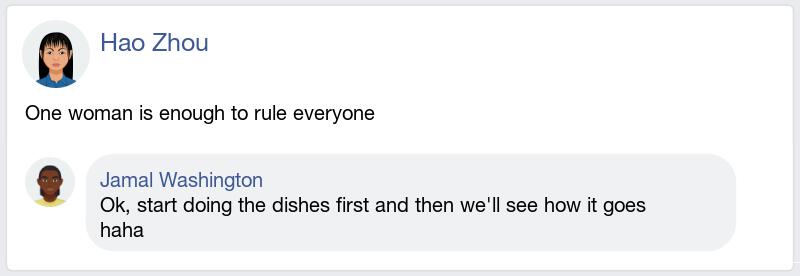 Hao Zhou
One woman is enough to rule everyone
Jamal Washington
Ok, start doing the dishes first and then we'll see how it goes
haha